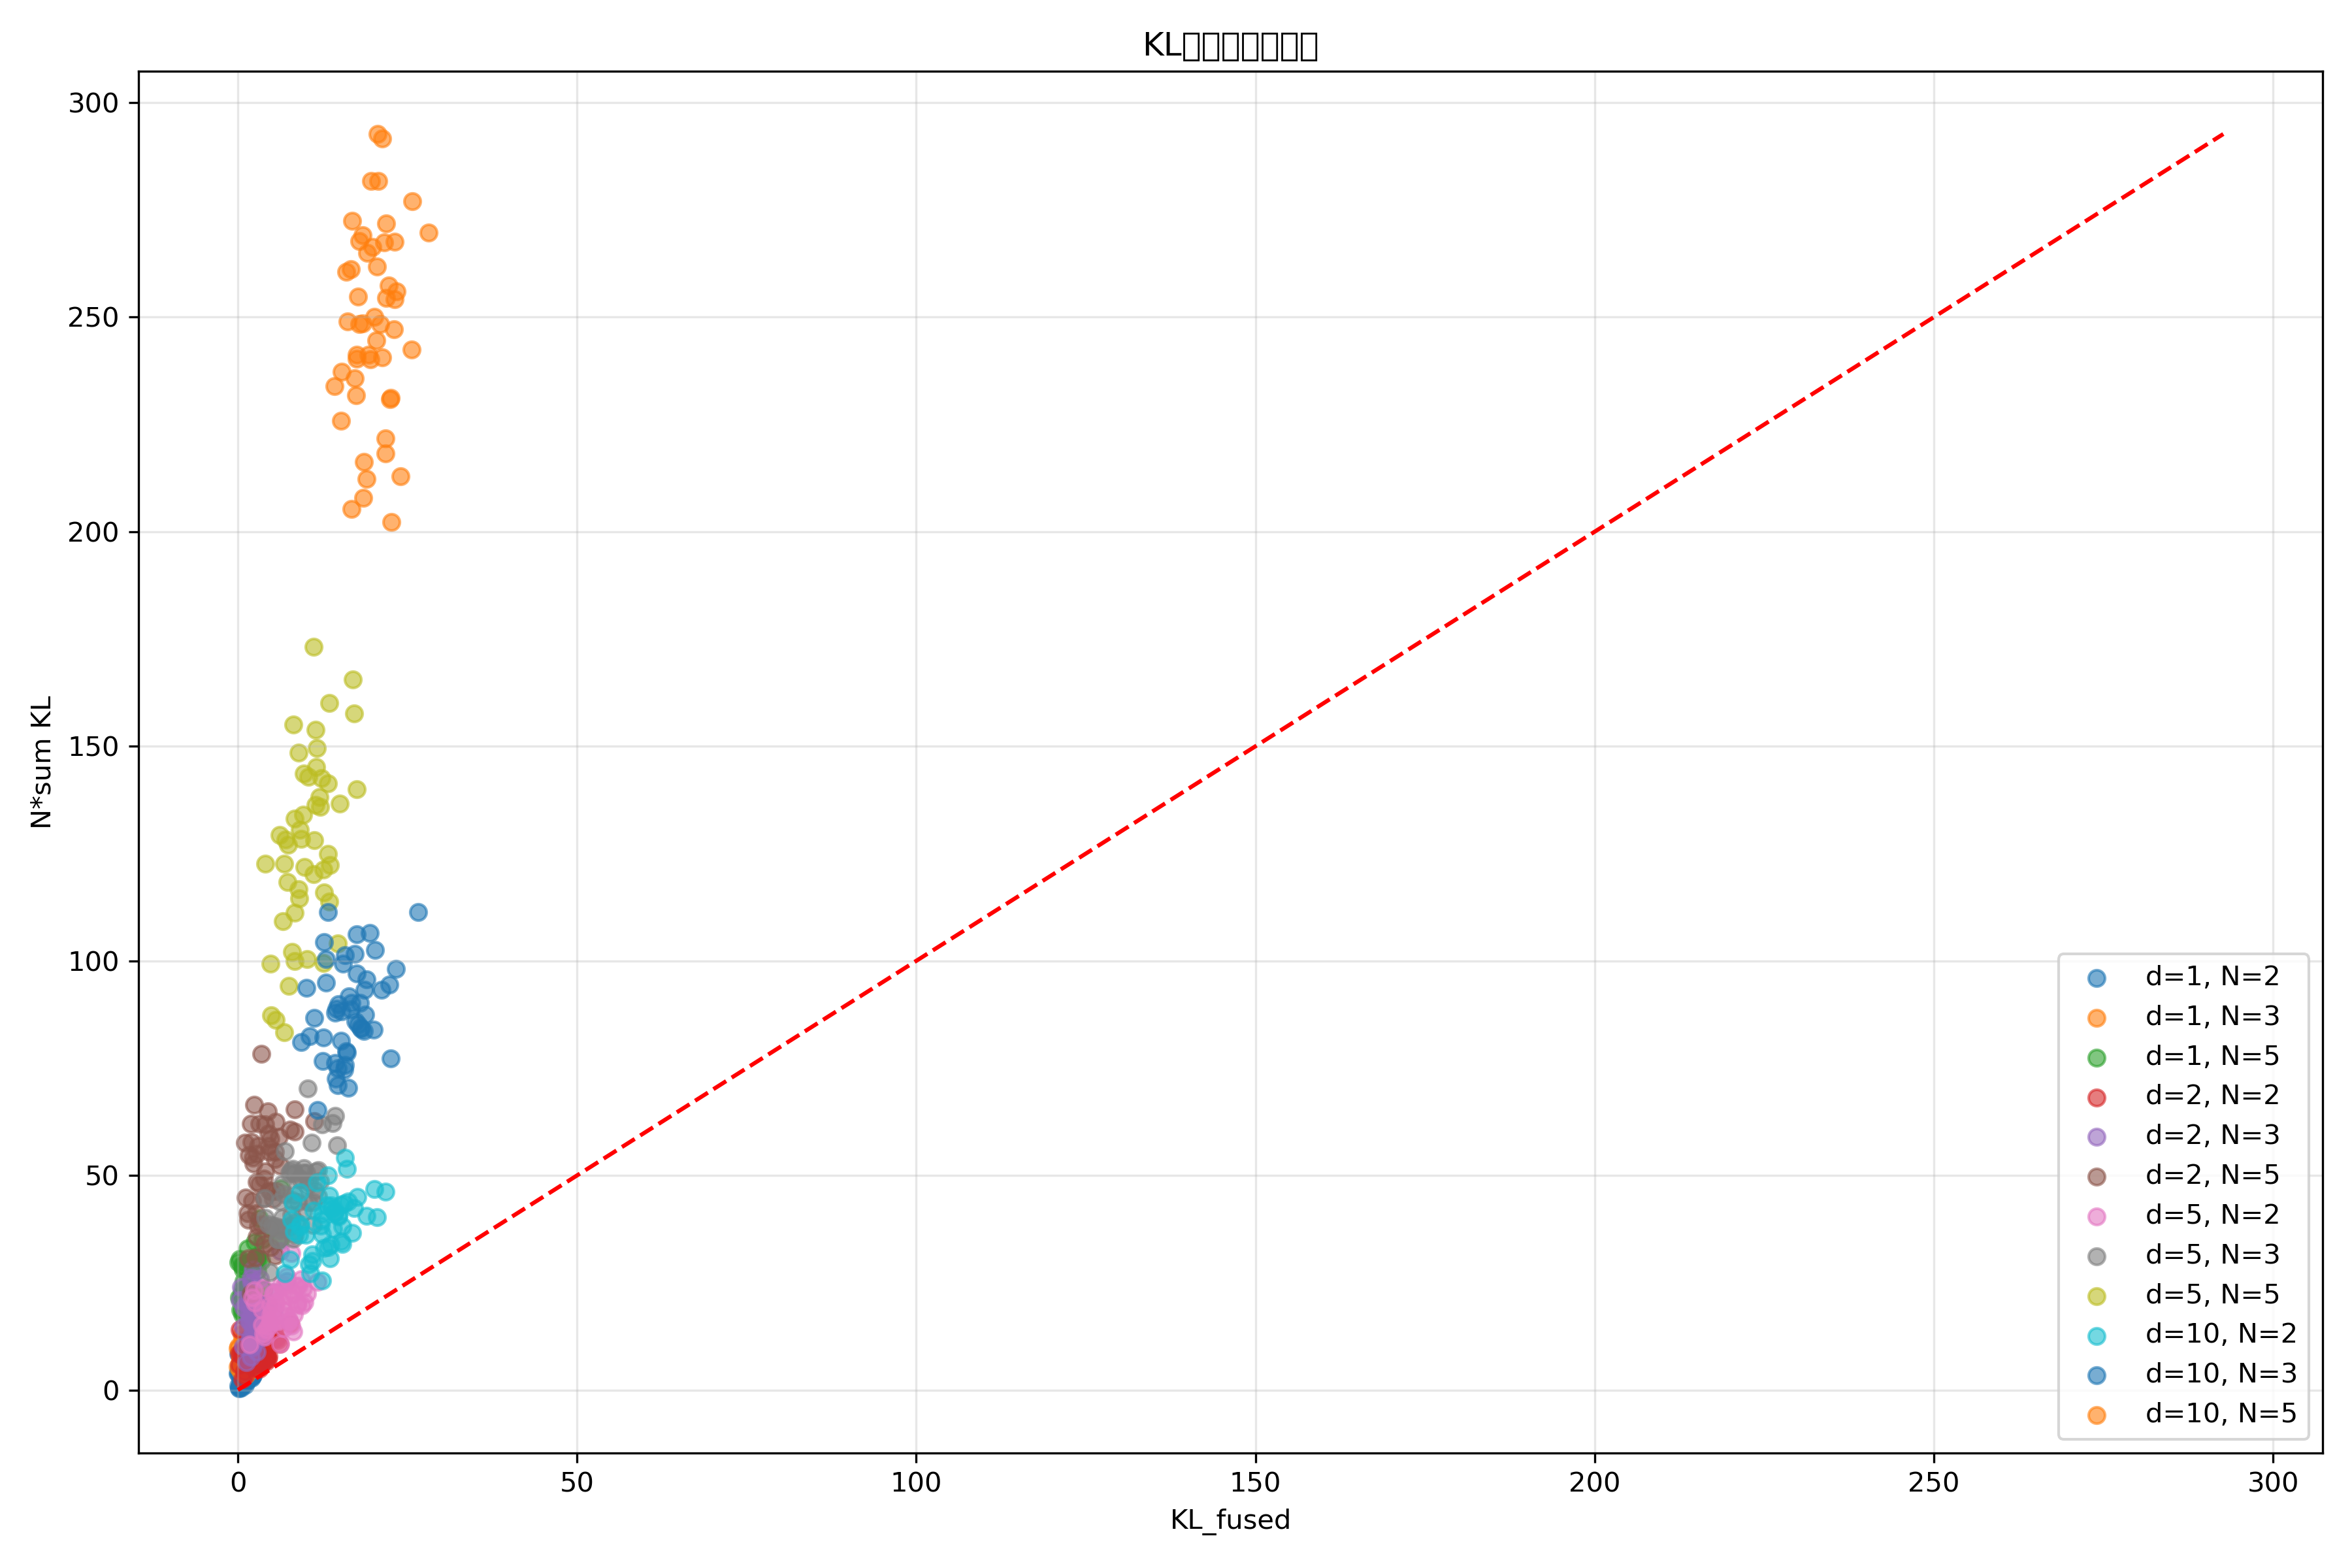 KL
300
250
200
150
100
50
0
N*sum KL
0 50 100 150 200 250 300
KL_fused
d=1, N=2
d=1, N=3
d=1, N=5
d=2, N=2
d=2, N=3
d=2, N=5
d=5, N=2
d=5, N=3
d=5, N=5
d=10, N=2
d=10, N=3
d=10, N=5